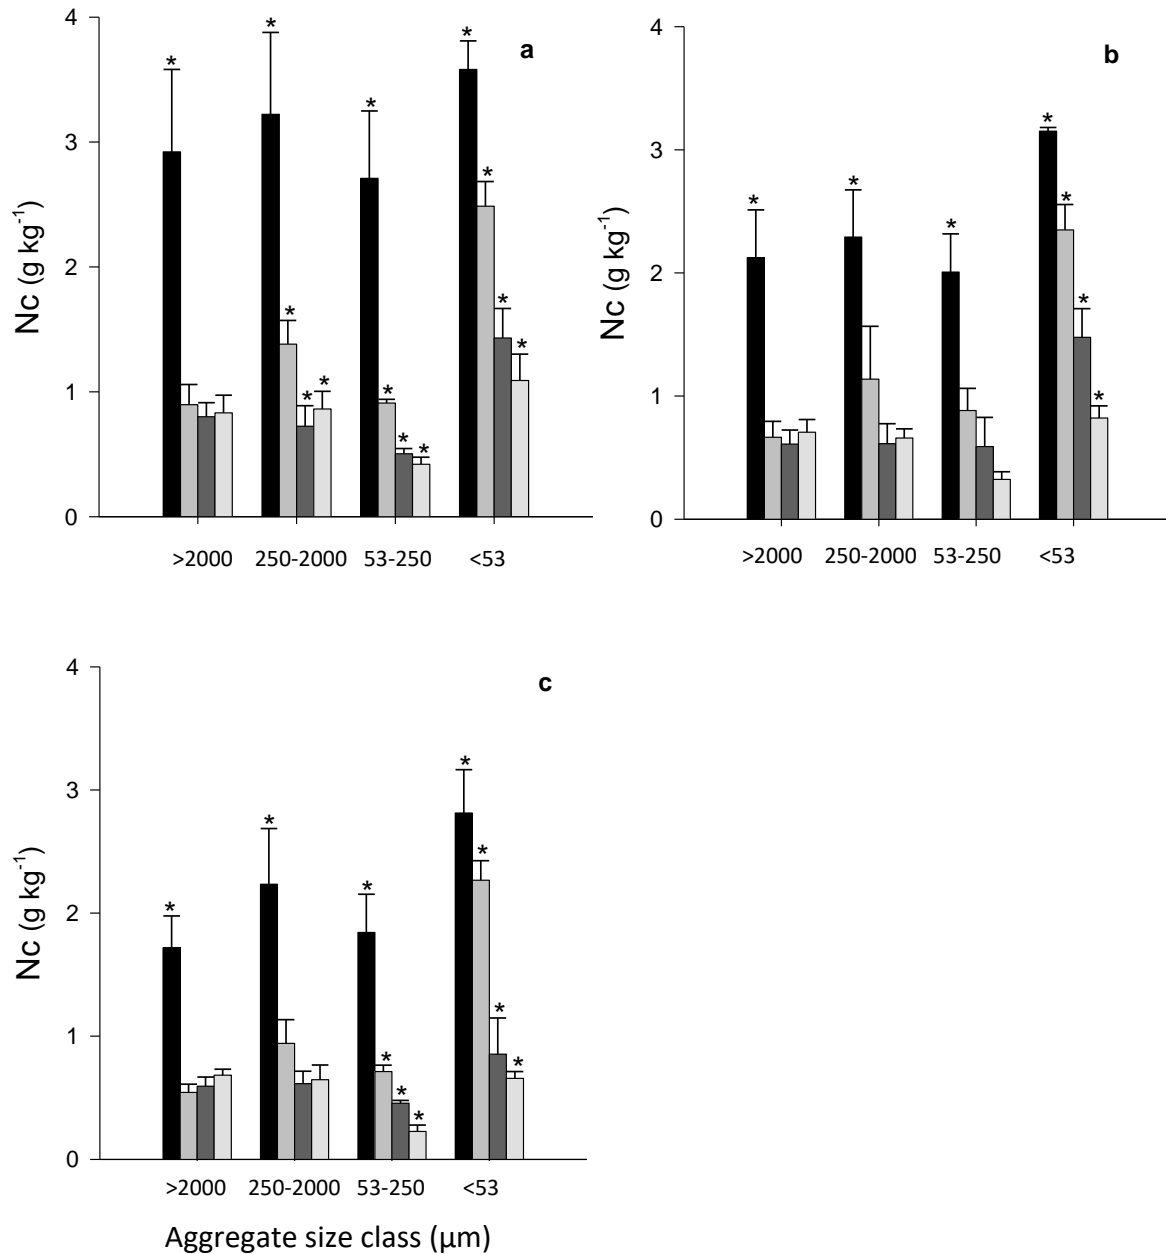 a
4
3
2
1
0
Nc (g kg⁻¹)
* * * * * * * * * * * * *
>2000 250-2000 53-250 <53
b
4
3
2
1
0
Nc (g kg⁻¹)
* * * * * * *
>2000 250-2000 53-250 <53
c
4
3
2
1
0
Nc (g kg⁻¹)
* * * * * * * * * *
>2000 250-2000 53-250 <53
Aggregate size class (μm)